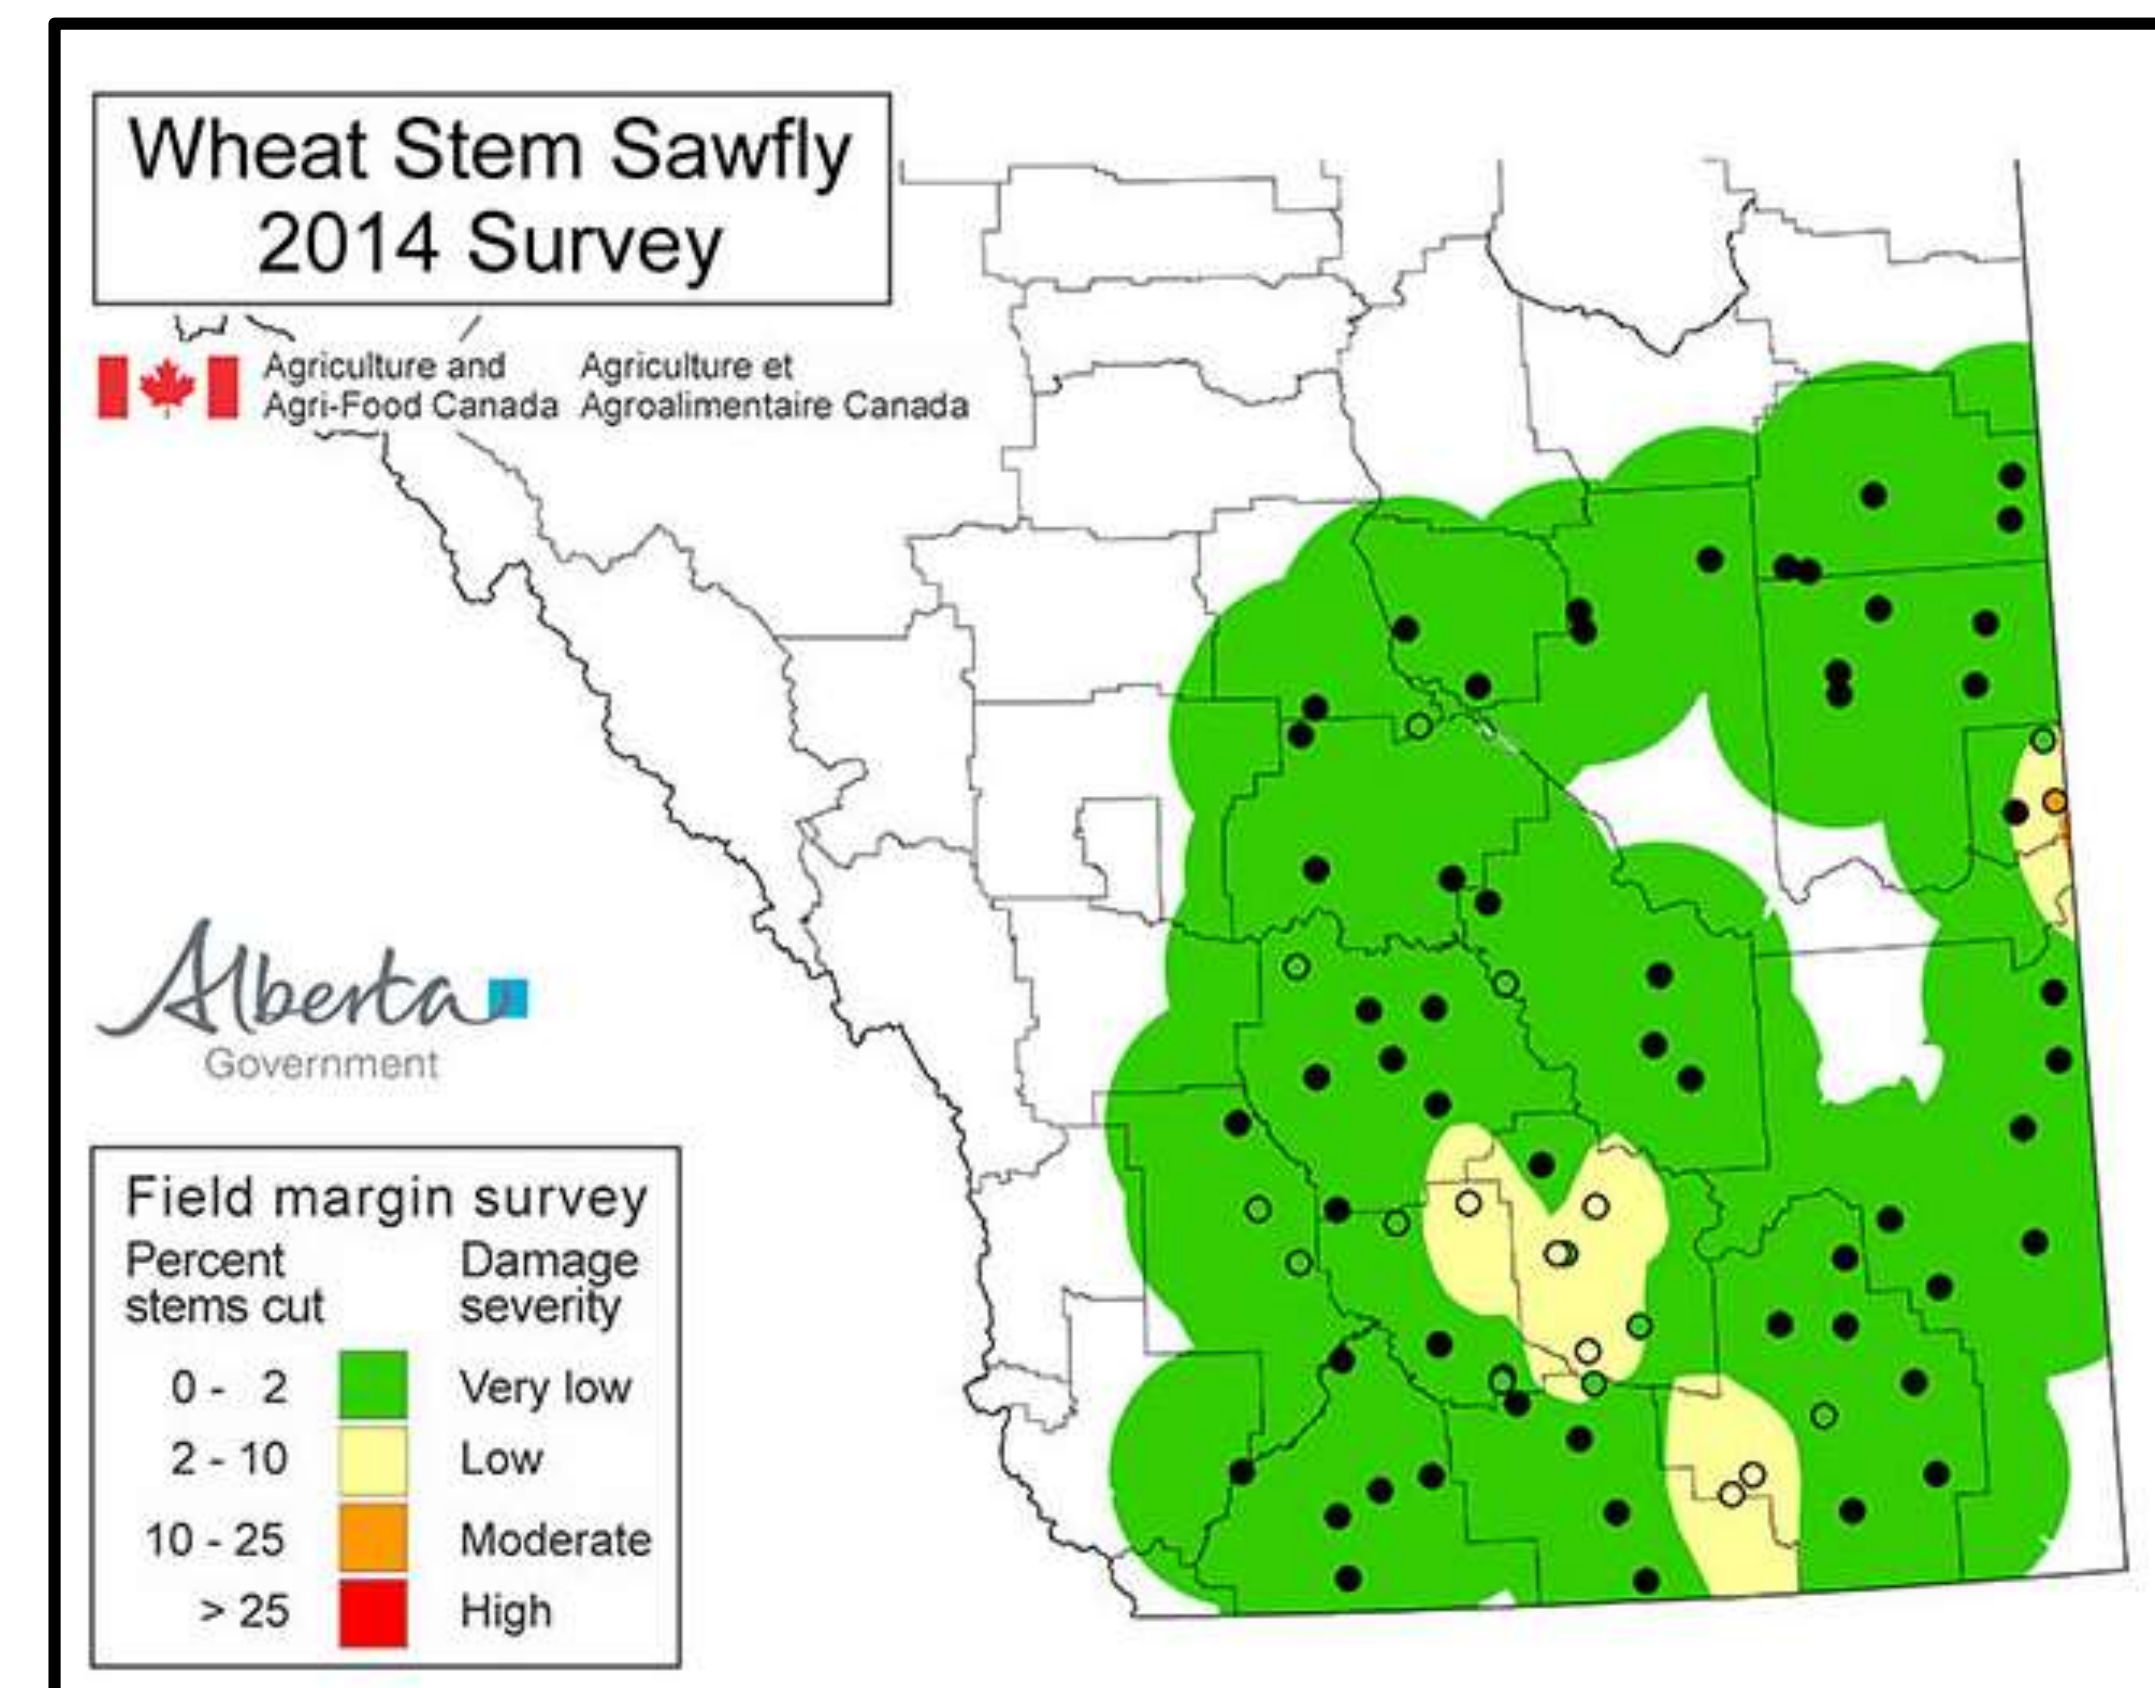 Wheat Stem Sawfly
2014 Survey
Agriculture and
Agri-Food Canada
Agriculture et
Agroalimentaire Canada
Alberta
Government
Field margin survey
Percent
stems cut
Damage
severity
0 - 2 Very low
2 - 10 Low
10 - 25 Moderate
> 25 High